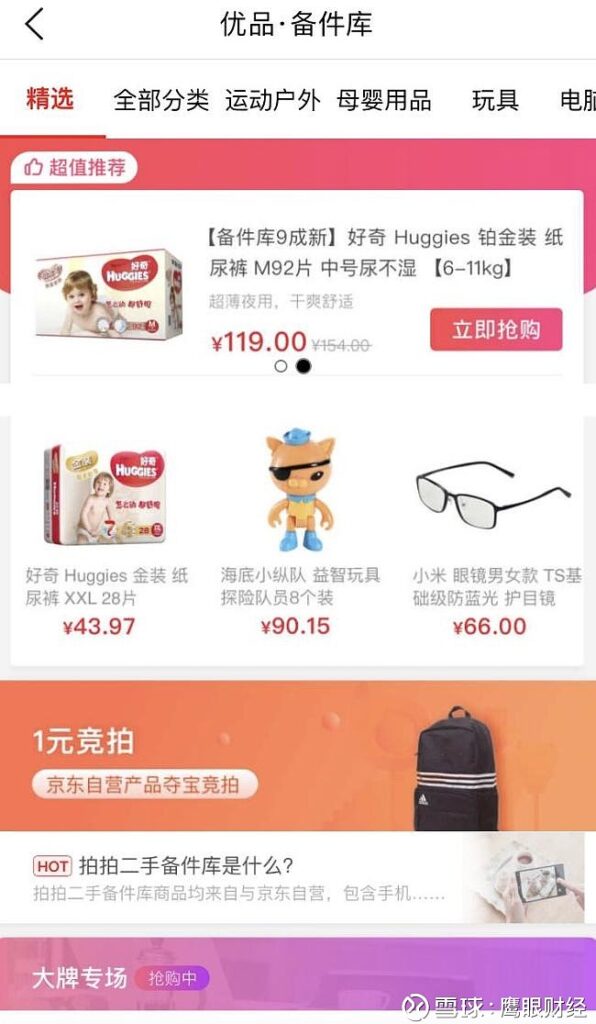 优品·备件库
精选 全部分类 运动户外 母婴用品 玩具 电脑
超值推荐
【备件库9成新】好奇 Huggies 铂金装 纸
尿裤 M92片 中号尿不湿 【6-11kg】
超薄夜用，干爽舒适
¥119.00 ¥154.00
立即抢购
好奇
HUGGIES
好奇
HUGGIES
28
好奇 Huggies 金装 纸
尿裤 XXL 28片
¥43.97
海底小纵队 益智玩具
探险队员8个装
¥90.15
小米 眼镜男女款 TS基
础级防蓝光 护目镜
¥66.00
1元竞拍
京东自营产品夺宝竞拍
adidas
HOT 拍拍二手备件库是什么?
拍拍二手备件库商品均来自与京东自营，包含手机......
大牌专场 抢购中
雪球：鹰眼财经